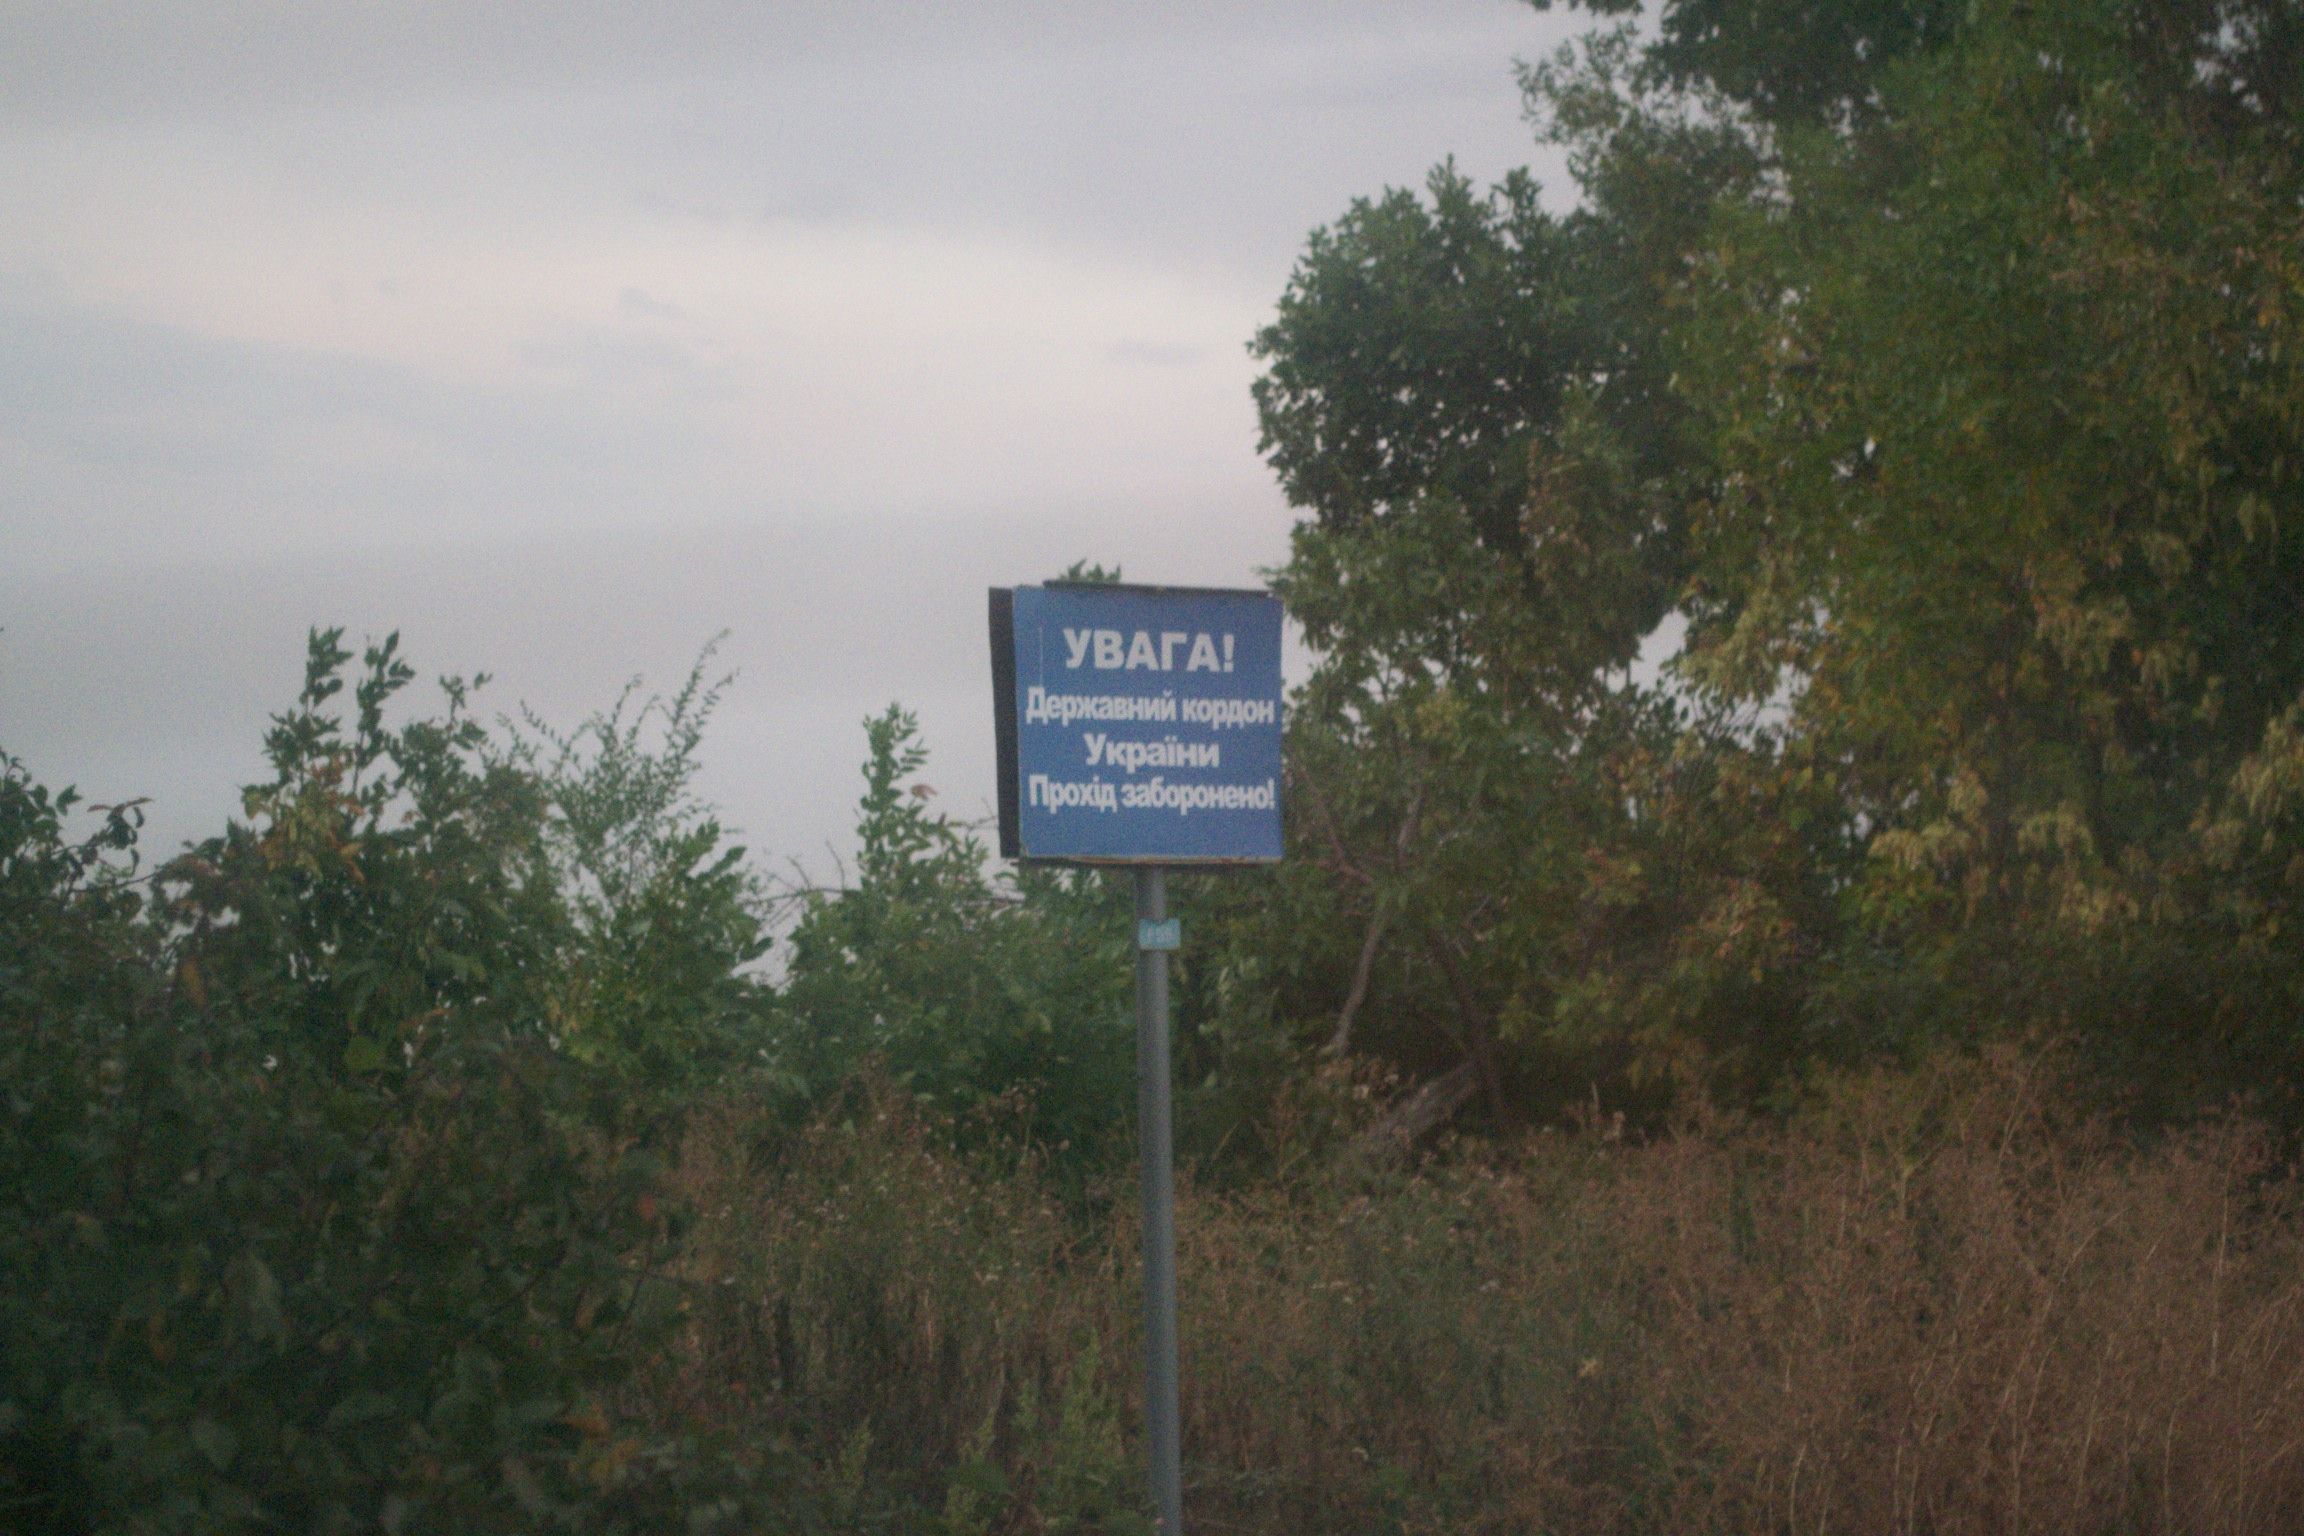 УВАГА!
Державний кордон
України
Прохід заборонено!